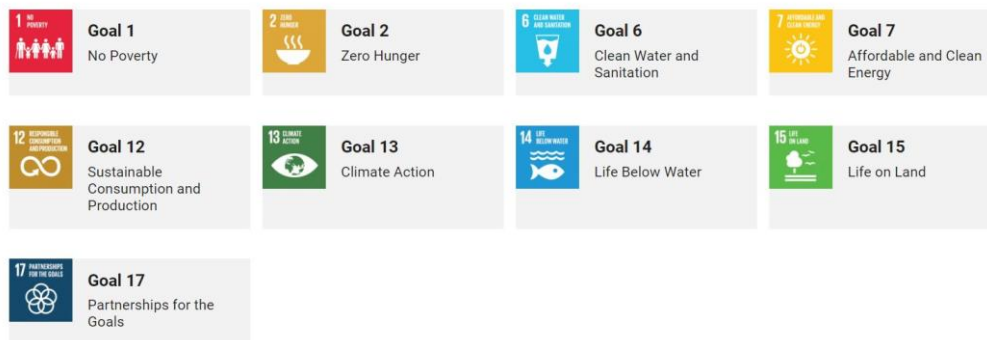 1 NO POVERTY
Goal 1
No Poverty
2 ZERO HUNGER
Goal 2
Zero Hunger
6 CLEAN WATER AND SANITATION
Goal 6
Clean Water and
Sanitation
7 AFFORDABLE AND CLEAN ENERGY
Goal 7
Affordable and Clean
Energy
12 RESPONSIBLE CONSUMPTION AND PRODUCTION
Goal 12
Sustainable
Consumption and
Production
13 CLIMATE ACTION
Goal 13
Climate Action
14 LIFE BELOW WATER
Goal 14
Life Below Water
15 LIFE ON LAND
Goal 15
Life on Land
17 PARTNERSHIPS FOR THE GOALS
Goal 17
Partnerships for the
Goals